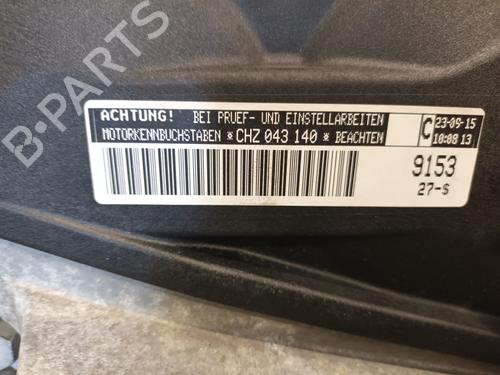 B-PARTS
ACHTUNG! BEI PRUEF- UND EINSTELLARBEITEN
MOTORKENNBUCHSTABEN *CHZ 043 140* BEACHTEN
C
23-09-15
10:08 13
9153
27-S